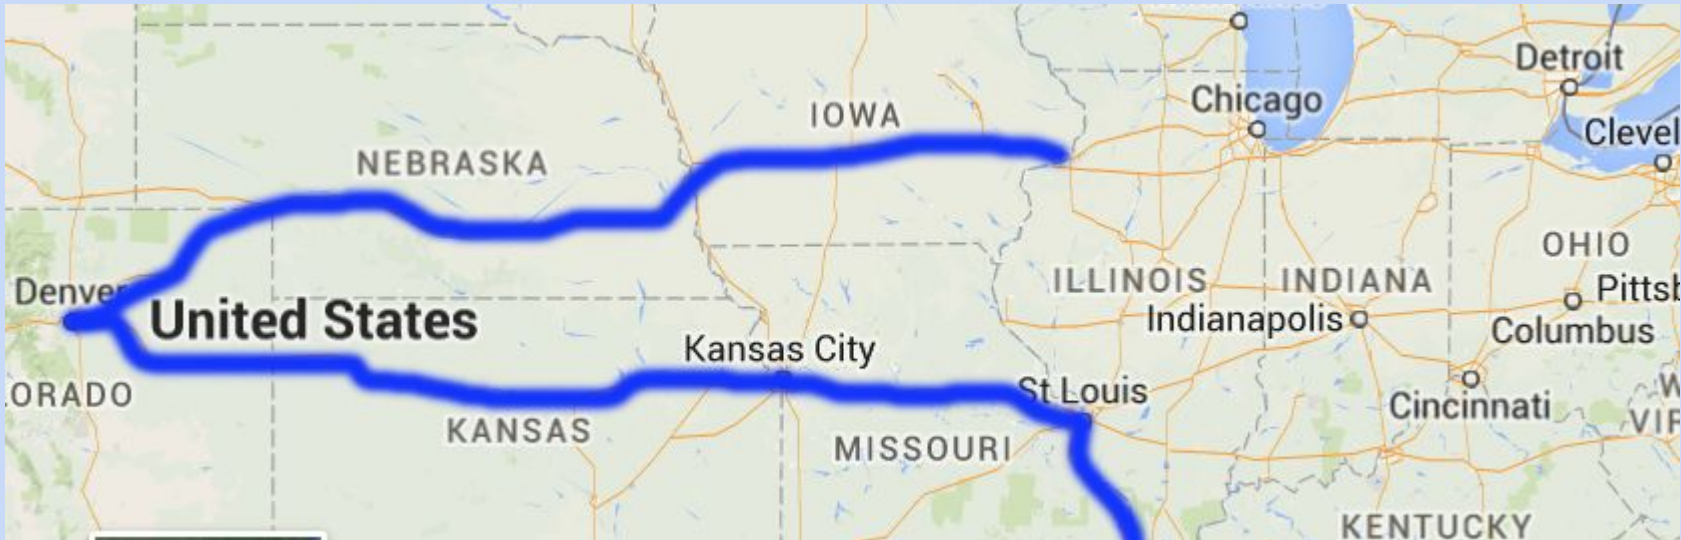 Detroit
Chicago
IOWA
Clevel
NEBRASKA
OHIO
ILLINOIS
INDIANA
Denver
Pittsb
United States
Indianapolis
Columbus
Kansas City
ORADO
St Louis
W
Cincinnati
VIR
KANSAS
MISSOURI
KENTUCKY